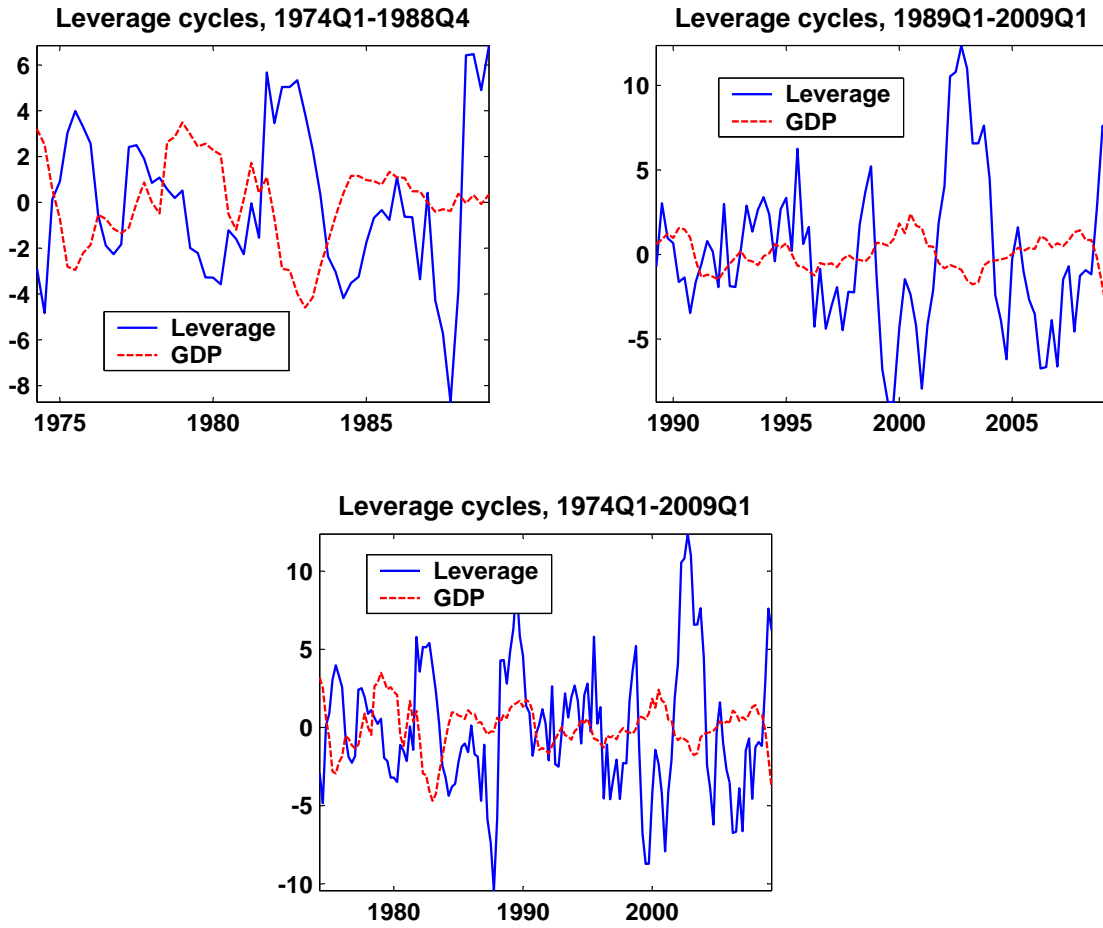 Leverage cycles, 1974Q1-1988Q4
6
4
2
0
-2
-4
-6
-8
Leverage
GDP
1975 1980 1985
Leverage cycles, 1989Q1-2009Q1
10
5
0
-5
Leverage
GDP
1990 1995 2000 2005
Leverage cycles, 1974Q1-2009Q1
10
5
0
-5
-10
Leverage
GDP
1980 1990 2000